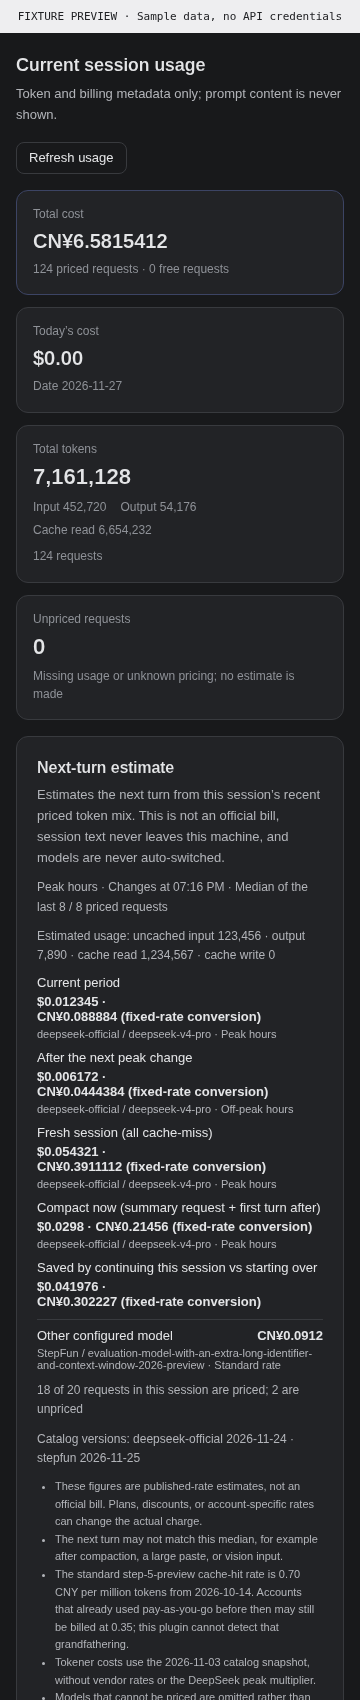 FIXTURE PREVIEW · Sample data, no API credentials
Current session usage
Token and billing metadata only; prompt content is never
shown.
Refresh usage
Total cost
CN¥6.5815412
124 priced requests · 0 free requests
Today's cost
$0.00
Date 2026-11-27
Total tokens
7,161,128
Input 452,720 Output 54,176
Cache read 6,654,232
124 requests
Unpriced requests
0
Missing usage or unknown pricing; no estimate is
made
Next-turn estimate
Estimates the next turn from this session's recent
priced token mix. This is not an official bill,
session text never leaves this machine, and
models are never auto-switched.
Peak hours · Changes at 07:16 PM · Median of the
last 8 / 8 priced requests
Estimated usage: uncached input 123,456 · output
7,890 · cache read 1,234,567 · cache write 0
Current period
$0.012345 ·
CN¥0.088884 (fixed-rate conversion)
deepseek-official / deepseek-v4-pro · Peak hours
After the next peak change
$0.006172 ·
CN¥0.0444384 (fixed-rate conversion)
deepseek-official / deepseek-v4-pro · Off-peak hours
Fresh session (all cache-miss)
$0.054321 ·
CN¥0.3911112 (fixed-rate conversion)
deepseek-official / deepseek-v4-pro · Peak hours
Compact now (summary request + first turn after)
$0.0298 · CN¥0.21456 (fixed-rate conversion)
deepseek-official / deepseek-v4-pro · Peak hours
Saved by continuing this session vs starting over
$0.041976 ·
CN¥0.302227 (fixed-rate conversion)
Other configured model CN¥0.0912
StepFun / evaluation-model-with-an-extra-long-identifier-
and-context-window-2026-preview · Standard rate
18 of 20 requests in this session are priced; 2 are
unpriced
Catalog versions: deepseek-official 2026-11-24 ·
stepfun 2026-11-25
• These figures are published-rate estimates, not an
official bill. Plans, discounts, or account-specific rates
can change the actual charge.
• The next turn may not match this median, for example
after compaction, a large paste, or vision input.
• The standard step-5-preview cache-hit rate is 0.70
CNY per million tokens from 2026-10-14. Accounts
that already used pay-as-you-go before then may still
be billed at 0.35; this plugin cannot detect that
grandfathering.
• Tokener costs use the 2026-11-03 catalog snapshot,
without vendor rates or the DeepSeek peak multiplier.
• Models that cannot be priced are omitted rather than